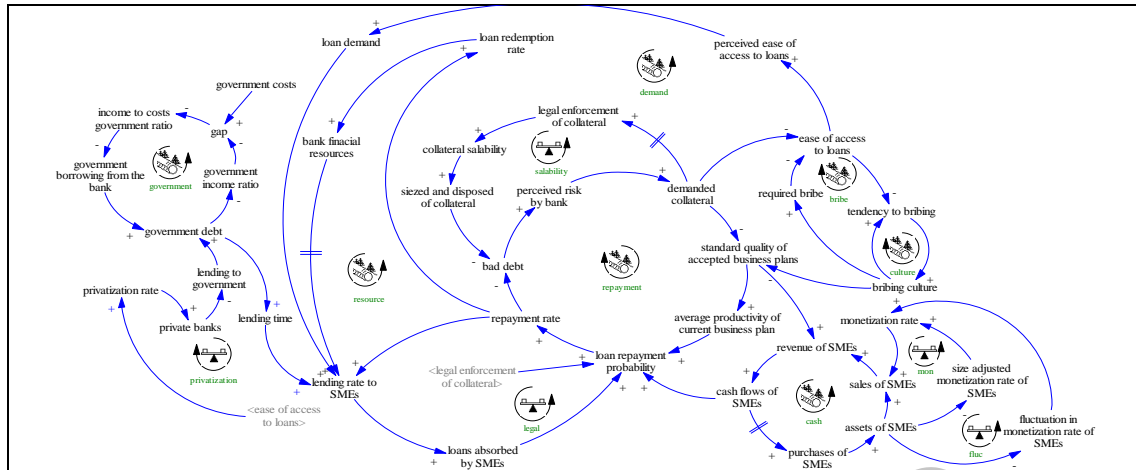 loan demand
loan redemption
rate
perceived ease of
access to loans
demand
government costs
income to costs
government ratio
gap
government
borrowing from the
bank
government
government
income ratio
bank finacial
resources
legal enforcement
of collateral
collateral salability
salability
siezed and disposed
of collateral
perceived risk
by bank
demanded
collateral
ease of access
to loans
required bribe
bribe
tendency to bribing
culture
bribing culture
government debt
standard quality of
accepted business plans
bad debt
lending to
government
privatization rate
private banks
privatization
lending time
resource
repayment
repayment rate
average productivity of
current business plan
monetization rate
revenue of SMEs
mon
size adjusted
monetization rate of
SMEs
loan repayment
probability
<legal enforcement
of collateral>
lending rate to
SMEs
<ease of access
to loans>
legal
cash flows of
SMEs
cash
sales of SMEs
assets of SMEs
fluctuation in
monetization rate of
SMEs
fluc
loans absorbed
by SMEs
purchases of
SMEs